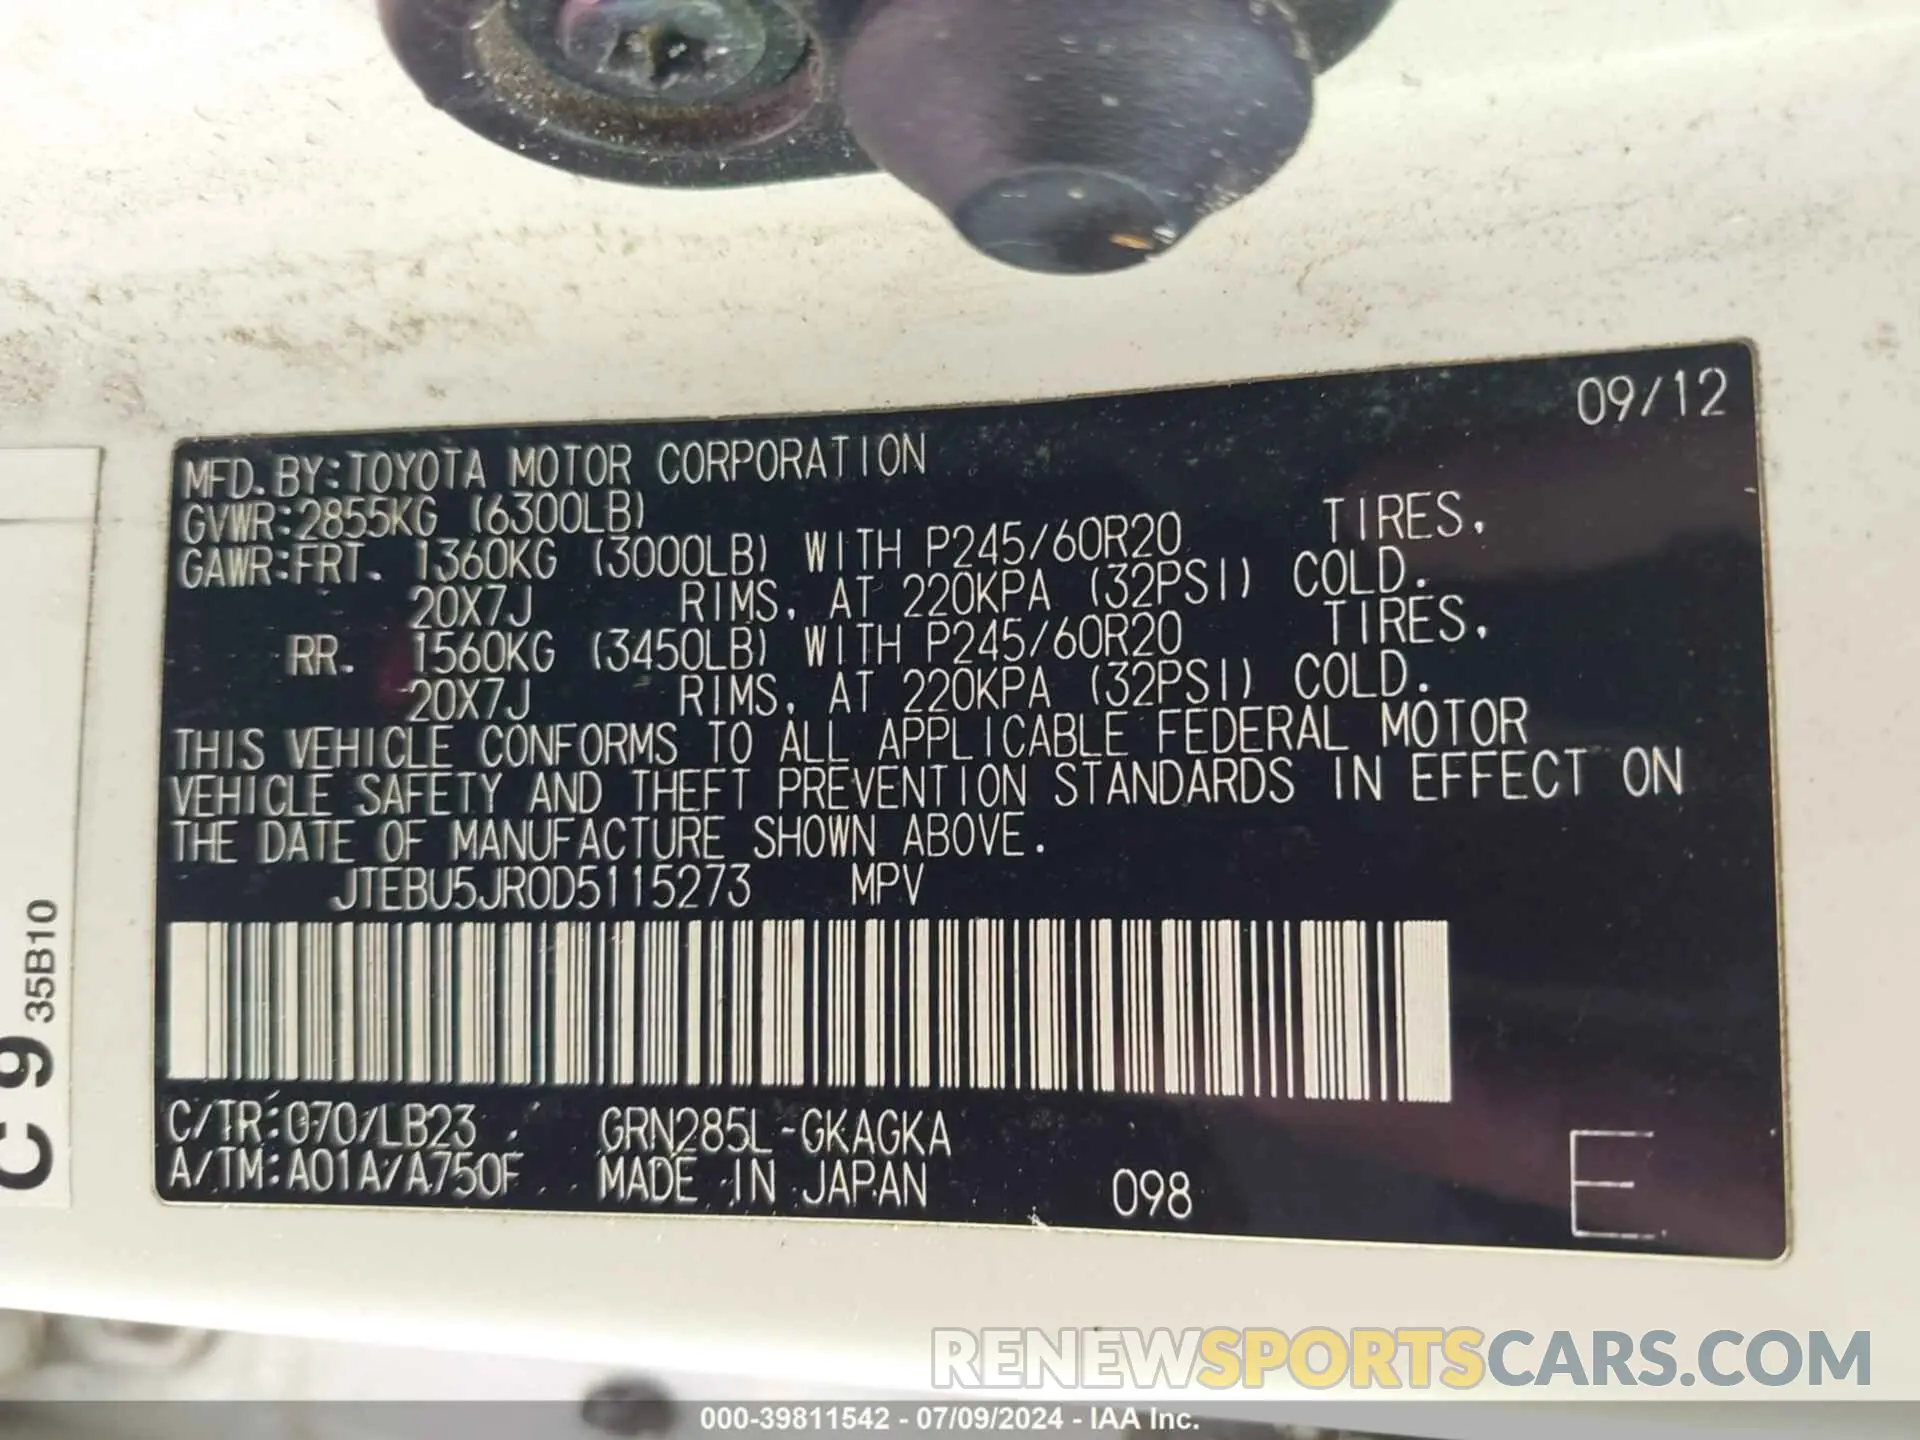 09/12
MFD.BY:TOYOTA MOTOR CORPORATION
GVWR:2855KG (6300LB)
GAWR:FRT. 1360KG (3000LB) WITH P245/60R20 TIRES,
20X7J RIMS, AT 220KPA (32PSI) COLD.
RR. 1560KG (3450LB) WITH P245/60R20 TIRES,
20X7J RIMS, AT 220KPA (32PSI) COLD.
THIS VEHICLE CONFORMS TO ALL APPLICABLE FEDERAL MOTOR
VEHICLE SAFETY AND THEFT PREVENTION STANDARDS IN EFFECT ON
THE DATE OF MANUFACTURE SHOWN ABOVE.
JTEBU5JR0D5115273 MPV
C/TR:070/LB23 GRN285L-GKAGKA
A/TM:A01A/A750F MADE IN JAPAN 098 E
C 9 35B10
RENEWSPORTSCARS.COM
000-39811542 - 07/09/2024 - IAA Inc.